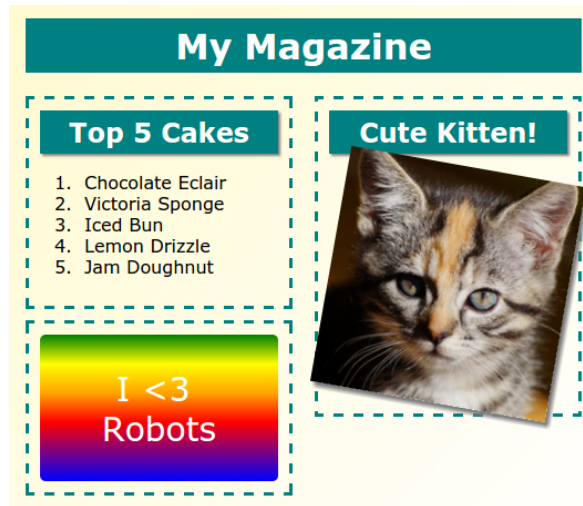 My Magazine
Top 5 Cakes
1. Chocolate Eclair
2. Victoria Sponge
3. Iced Bun
4. Lemon Drizzle
5. Jam Doughnut
I <3
Robots
Cute Kitten!